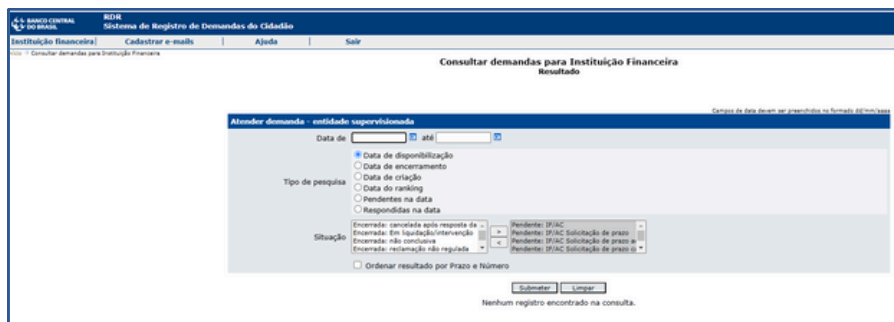 BANCO CENTRAL
DO BRASIL
RDR
Sistema de Registro de Demandas do Cidadão
Instituição financeira| Cadastrar e-mails | Ajuda | Sair
Consultar demandas para Instituição Financeira
Consultar demandas para Instituição Financeira
Resultado
Campos de data devem ser preenchidos no formato dd/mm/aaaa
Atender demanda - entidade supervisionada
Data de até
Tipo de pesquisa
Data de disponibilização
Data de encerramento
Data de criação
Data do ranking
Pendentes na data
Respondidas na data
Situação
Encerrada: cancelada após resposta da
Encerrada: Em liquidação/intervenção
Encerrada: não conclusiva
Encerrada: reclamação não regulada
>
<
Pendente: IF/AC
Pendente: IF/AC Solicitação de prazo
Pendente: IF/AC Solicitação de prazo
Pendente: IF/AC Solicitação de prazo
Ordenar resultado por Prazo e Número
Submeter Limpar
Nenhum registro encontrado na consulta.